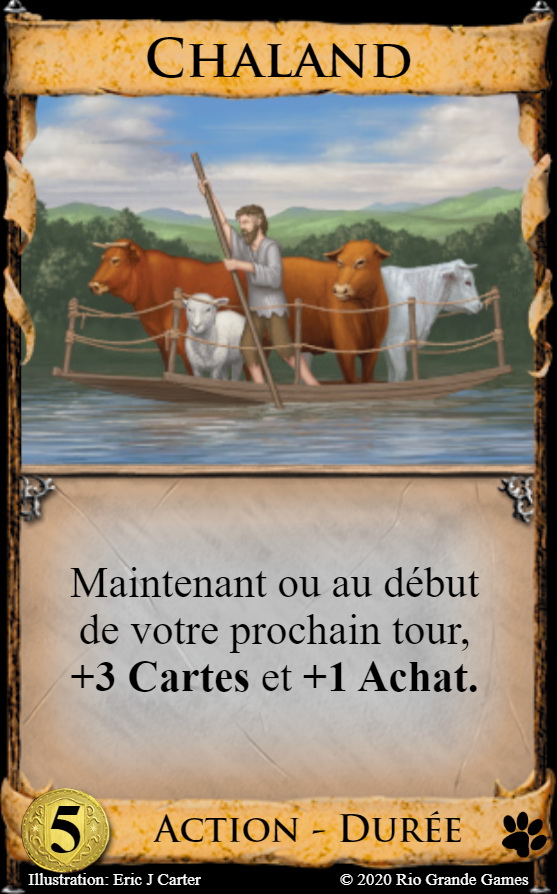 CHALAND
Maintenant ou au début
de votre prochain tour,
+3 Cartes et +1 Achat.
5
ACTION - DURÉE
Illustration: Eric J Carter
© 2020 Rio Grande Games